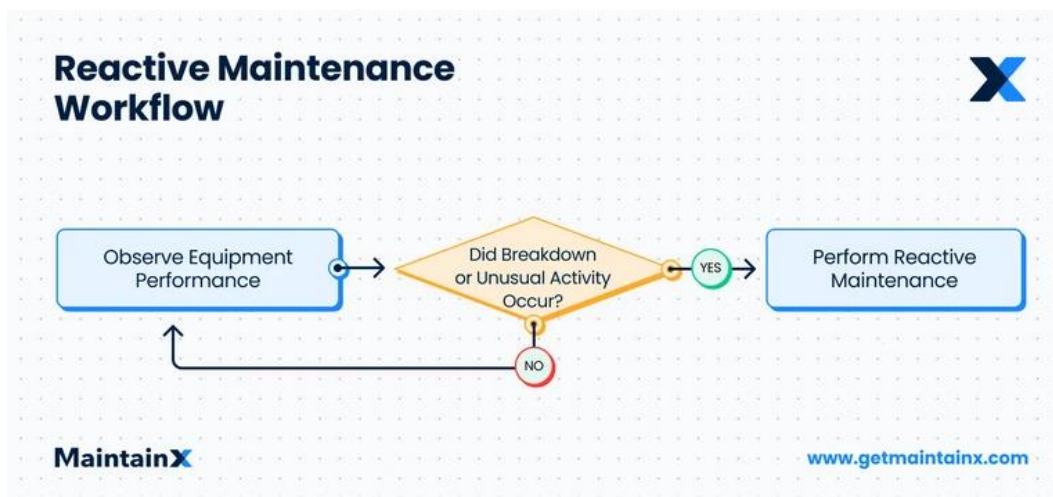 Reactive Maintenance
Workflow
Observe Equipment
Performance
Did Breakdown
or Unusual Activity
Occur?
YES
Perform Reactive
Maintenance
NO
MaintainX
www.getmaintainx.com